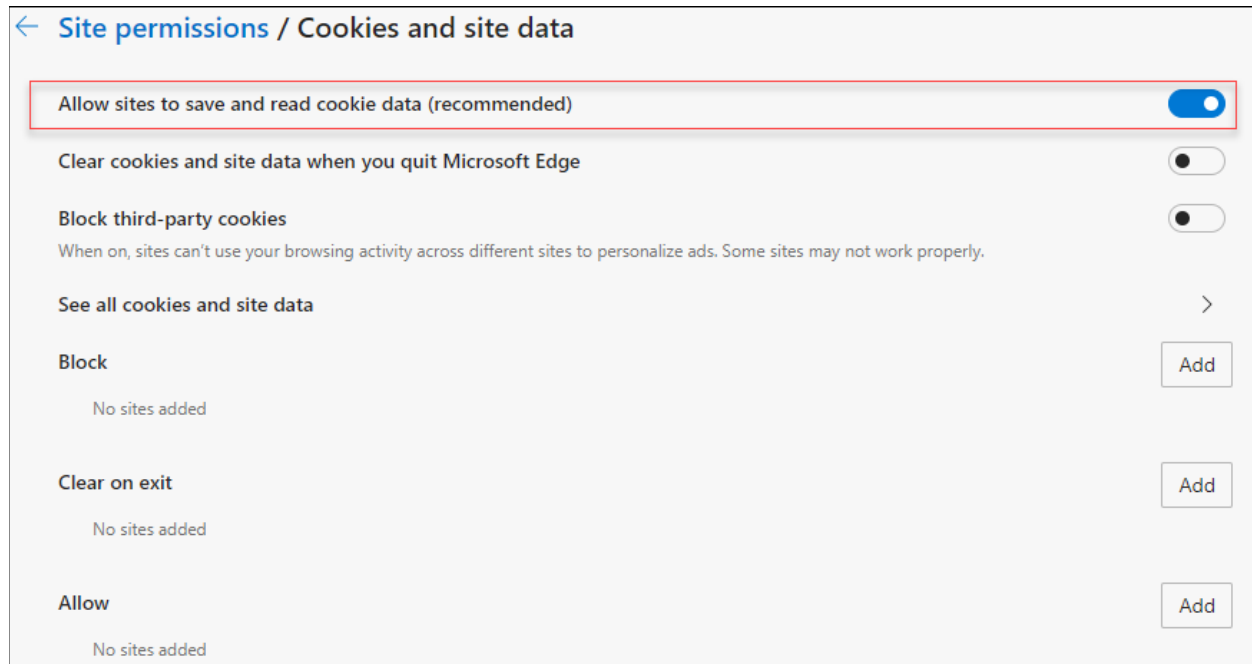 Site permissions / Cookies and site data
Allow sites to save and read cookie data (recommended)
Clear cookies and site data when you quit Microsoft Edge
Block third-party cookies
When on, sites can't use your browsing activity across different sites to personalize ads. Some sites may not work properly.
See all cookies and site data
Block
Add
No sites added
Clear on exit
Add
No sites added
Allow
Add
No sites added